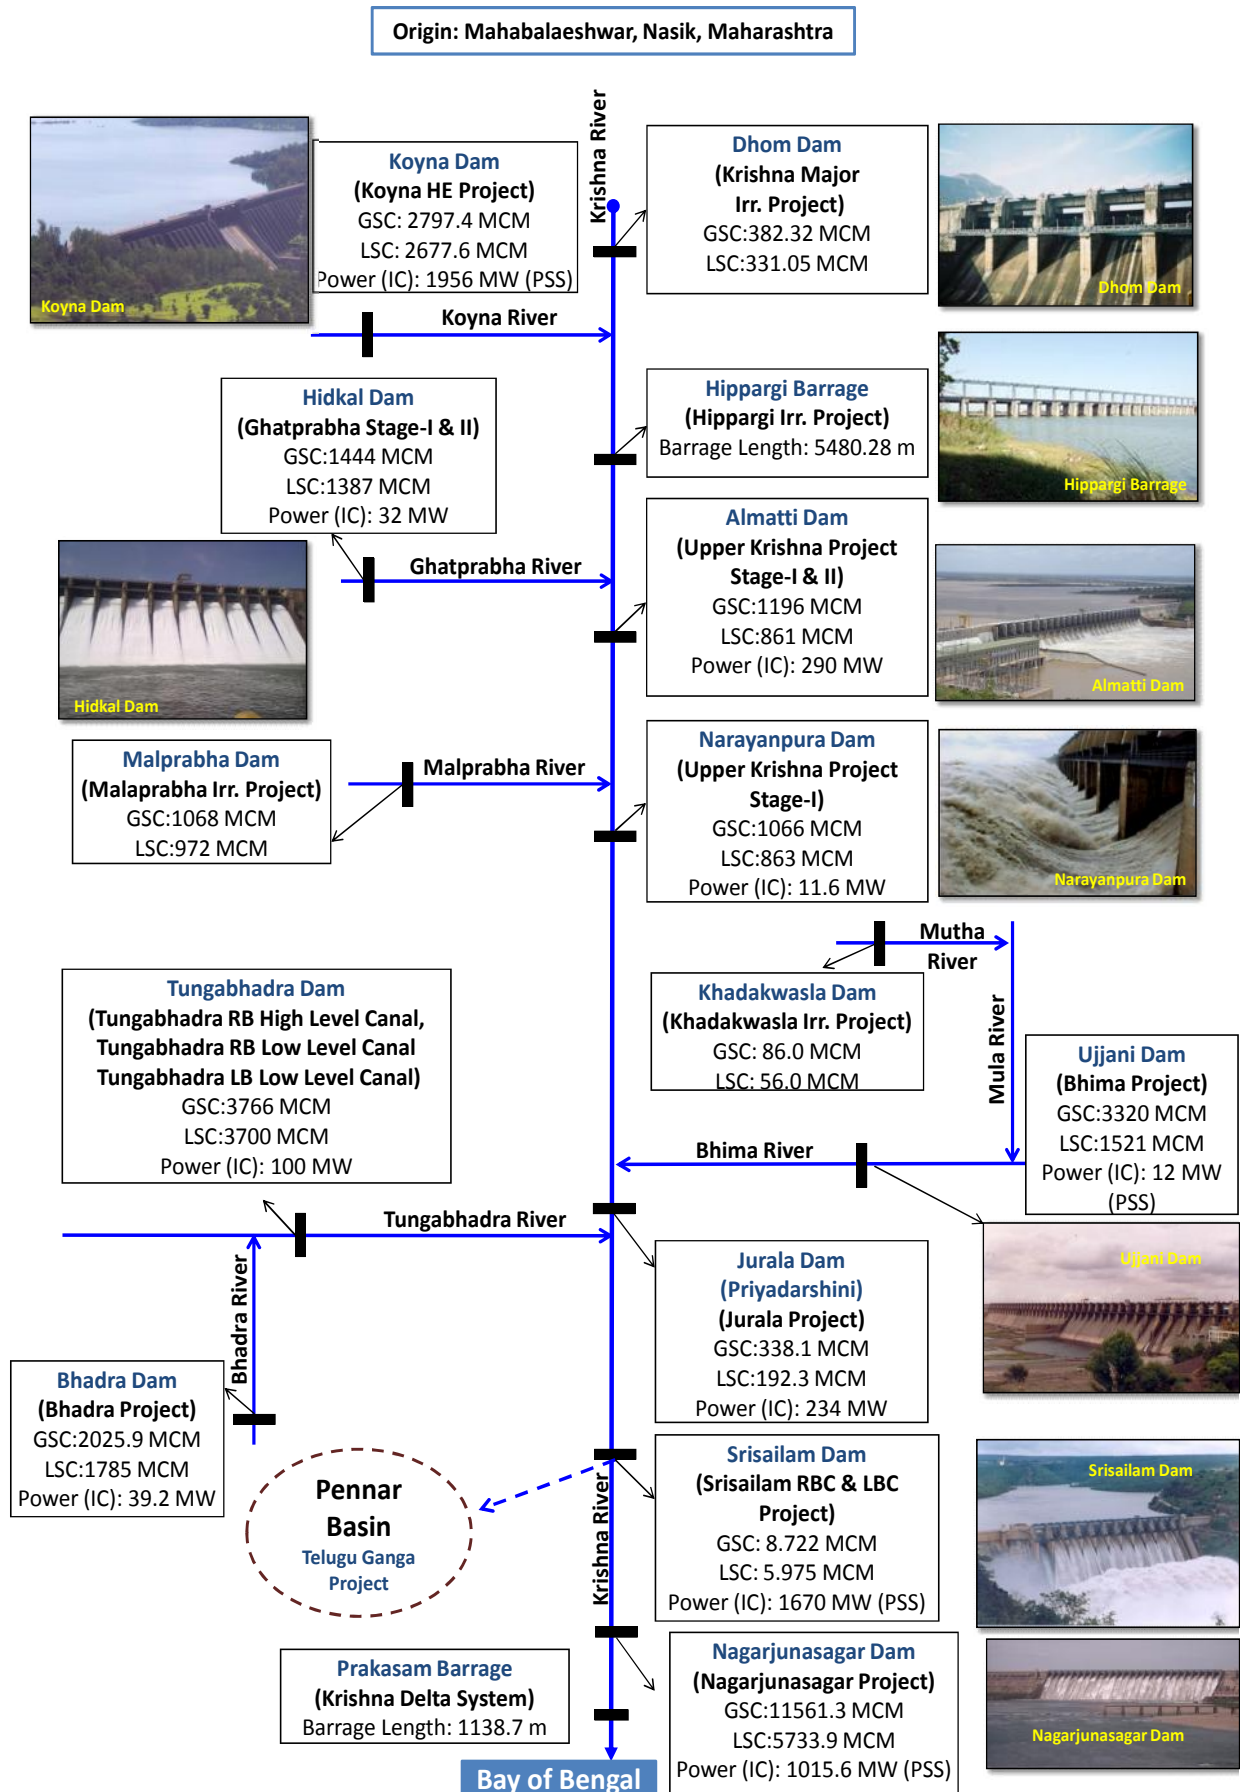 Origin: Mahabalaeshwar, Nasik, Maharashtra
Krishna River
Koyna Dam
(Koyna HE Project)
GSC: 2797.4 MCM
LSC: 2677.6 MCM
Power (IC): 1956 MW (PSS)
Koyna Dam
Dhom Dam
(Krishna Major
Irr. Project)
GSC:382.32 MCM
LSC:331.05 MCM
Dhom Dam
Koyna River
Hidkal Dam
(Ghatprabha Stage-I & II)
GSC:1444 MCM
LSC:1387 MCM
Power (IC): 32 MW
Hippargi Barrage
(Hippargi Irr. Project)
Barrage Length: 5480.28 m
Hippargi Barrage
Ghatprabha River
Hidkal Dam
Almatti Dam
(Upper Krishna Project
Stage-I & II)
GSC:1196 MCM
LSC:861 MCM
Power (IC): 290 MW
Almatti Dam
Malprabha Dam
(Malaprabha Irr. Project)
GSC:1068 MCM
LSC:972 MCM
Malprabha River
Narayanpura Dam
(Upper Krishna Project
Stage-I)
GSC:1066 MCM
LSC:863 MCM
Power (IC): 11.6 MW
Narayanpura Dam
Mutha
River
Khadakwasla Dam
(Khadakwasla Irr. Project)
GSC: 86.0 MCM
LSC: 56.0 MCM
Mula River
Tungabhadra Dam
(Tungabhadra RB High Level Canal,
Tungabhadra RB Low Level Canal
Tungabhadra LB Low Level Canal)
GSC:3766 MCM
LSC:3700 MCM
Power (IC): 100 MW
Ujjani Dam
(Bhima Project)
GSC:3320 MCM
LSC:1521 MCM
Power (IC): 12 MW
(PSS)
Bhima River
Tungabhadra River
Ujjani Dam
Bhadra River
Jurala Dam
(Priyadarshini)
(Jurala Project)
GSC:338.1 MCM
LSC:192.3 MCM
Power (IC): 234 MW
Bhadra Dam
(Bhadra Project)
GSC:2025.9 MCM
LSC:1785 MCM
Power (IC): 39.2 MW
Pennar
Basin
Telugu Ganga
Project
Krishna River
Srisailam Dam
(Srisailam RBC & LBC
Project)
GSC: 8.722 MCM
LSC: 5.975 MCM
Power (IC): 1670 MW (PSS)
Srisailam Dam
Prakasam Barrage
(Krishna Delta System)
Barrage Length: 1138.7 m
Nagarjunasagar Dam
(Nagarjunasagar Project)
GSC:11561.3 MCM
LSC:5733.9 MCM
Power (IC): 1015.6 MW (PSS)
Nagarjunasagar Dam
Bay of Bengal